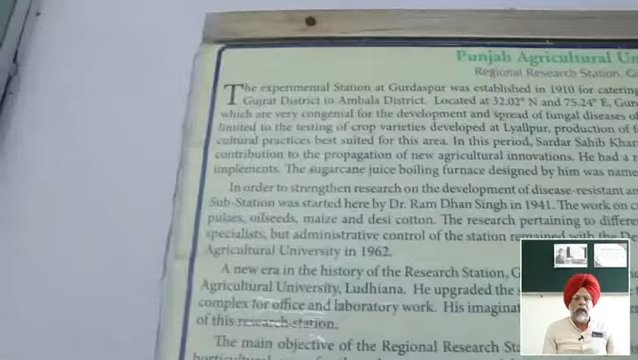 Punjab Agricultural Un
Regional Research Station, G
The experimental Station at Gurdaspur was established in 1910 for catering
Gujrat District to Ambala District. Located at 32.02° N and 75.24° E, Gur
which are very congenial for the development and spread of fungal diseases of
limited to the testing of crop varieties developed at Lyallpur, production of
cultural practices best suited for this area. In this period, Sardar Sahib Khar
contribution to the propagation of new agricultural innovations. He had a
implements. The sugarcane juice boiling furnace designed by him was name
In order to strengthen research on the development of disease-resistant a
Sub-Station was started here by Dr. Ram Dhan Singh in 1941. The work on
pulses, oilseeds, maize and desi cotton. The research pertaining to differe
specialists, but administrative control of the station remained with the De
Agricultural University in 1962.
A new era in the history of the Research Station, G
Agricultural University, Ludhiana. He upgraded the
complex for office and laboratory work. His imagina
of this research-station.
The main objective of the Regional Research Sta